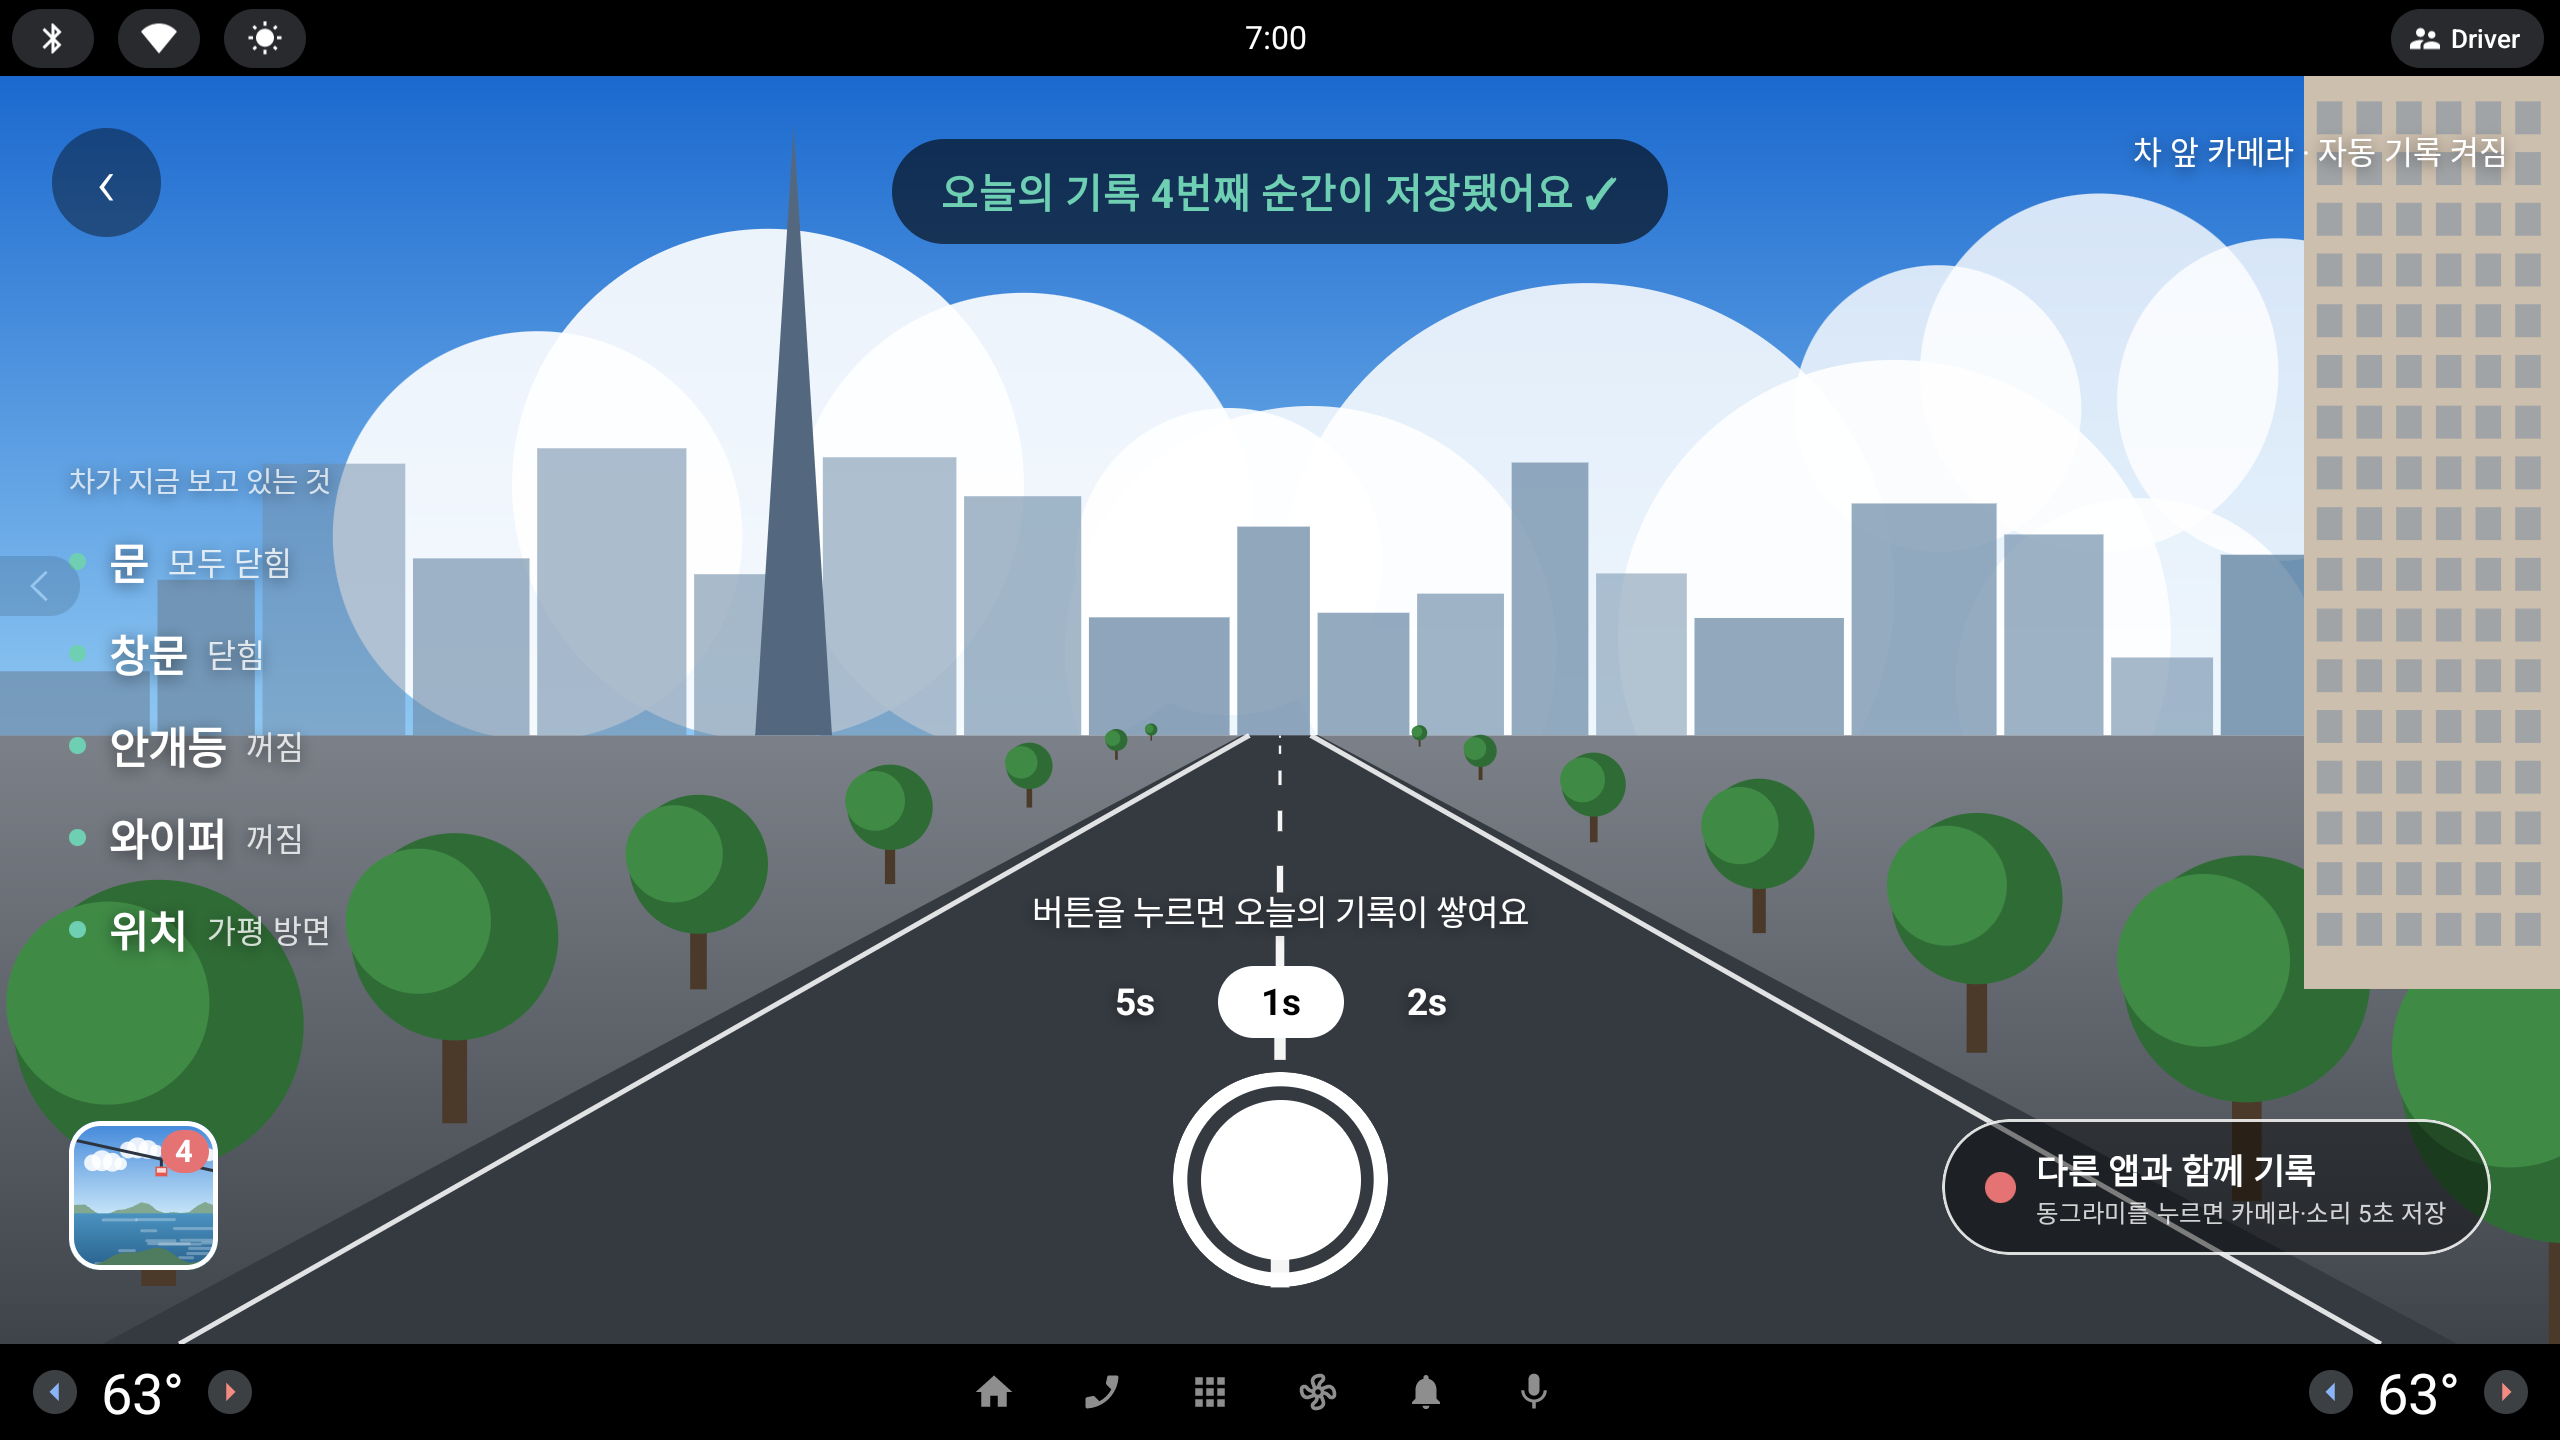 7:00
Driver
오늘의 기록 4번째 순간이 저장됐어요 ✓
차 앞 카메라 · 자동 기록 켜짐
차가 지금 보고 있는 것
문 모두 닫힘
창문 닫힘
안개등 꺼짐
와이퍼 꺼짐
위치 가평 방면
버튼을 누르면 오늘의 기록이 쌓여요
5s 1s 2s
4
다른 앱과 함께 기록
동그라미를 누르면 카메라·소리 5초 저장
63°
63°